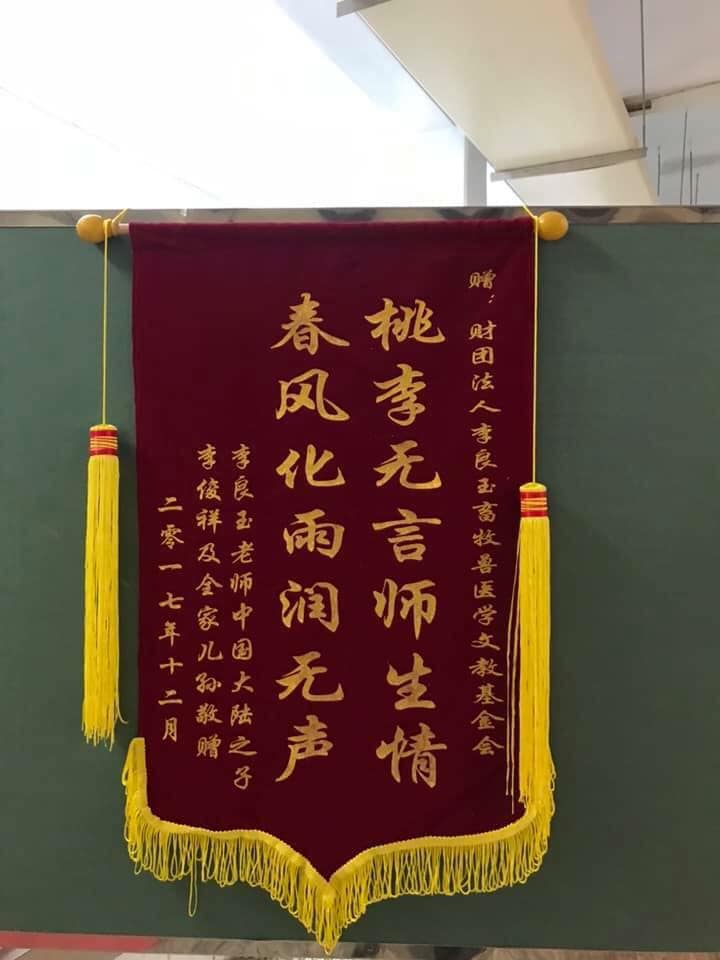 赠：财团法人李良玉畜牧兽医学文教基金会
桃李无言师生情
春风化雨润无声
李良玉老师中国大陆之子
李俊祥及全家儿孙敬赠
二零一七年十二月